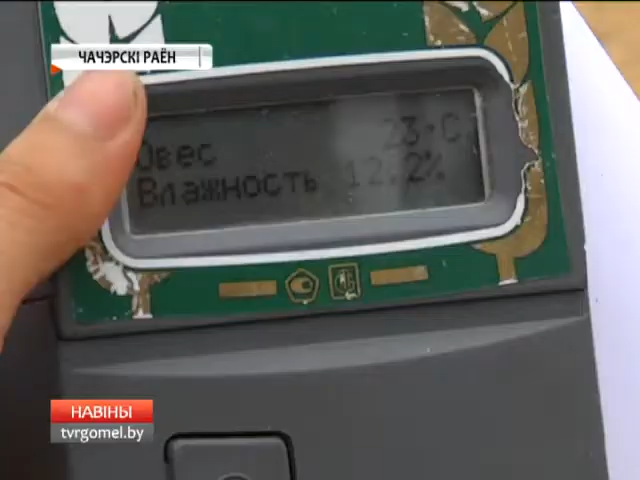 ЧАЧЭРСКІ РАЁН
Овес 23·C
Влажность 12.2%
НАВІНЫ
tvrgomel.by